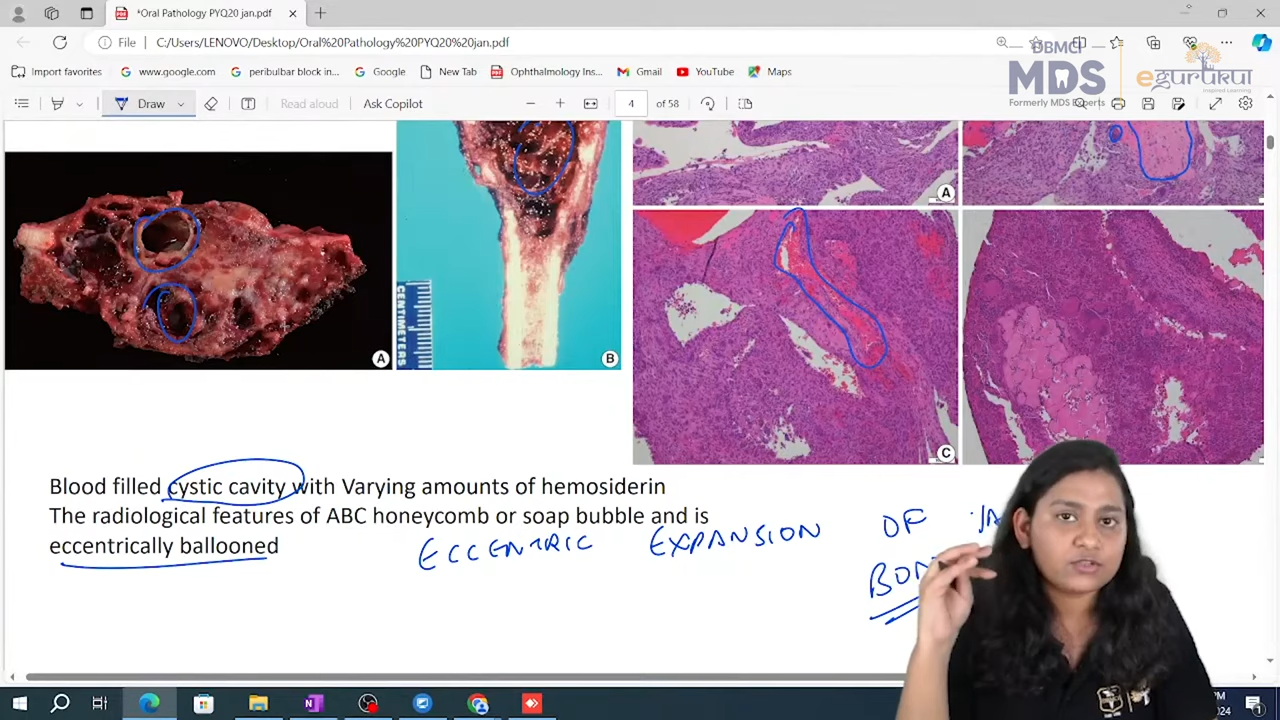 *Oral Pathology PYQ20 jan.pdf
File
C:/Users/LENOVO/Desktop/Oral%20Pathology%20PYQ20%20jan.pdf
DBMCI
MDS
Formerly MDS Experts
egurukul
Import favorites
www.google.com
peribulbar block in...
Google
New Tab
Ophthalmology Ins...
Gmail
YouTube
Maps
Draw
Read aloud
Ask Copilot
4 of 58
A
B
CENTIMETERS
A
C
Blood filled cystic cavity with Varying amounts of hemosiderin
The radiological features of ABC honeycomb or soap bubble and is
eccentrically ballooned
ECCENTRIC EXPANSION OF